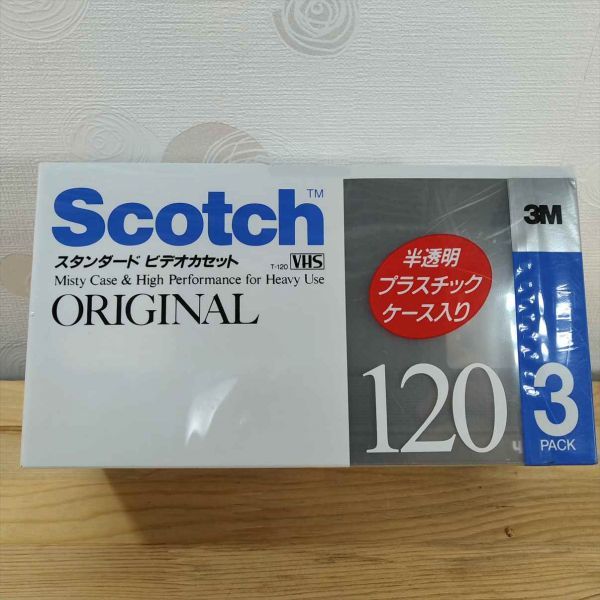 Scotch™
スタンダード ビデオカセット
T-120 VHS
Misty Case & High Performance for Heavy Use
ORIGINAL
半透明
プラスチック
ケース入り
120
3M
3
PACK